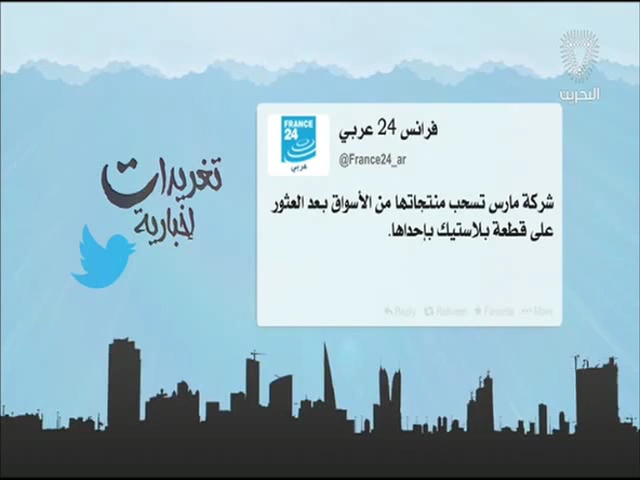 البحرين
فرانس 24 عربي
@France24_ar
FRANCE
24
عربي
تغريدات
إخبارية
شركة مارس تسحب منتجاتها من الأسواق بعد العثور
على قطعة بلاستيك بإحداها.
Reply Retweet Favorite More